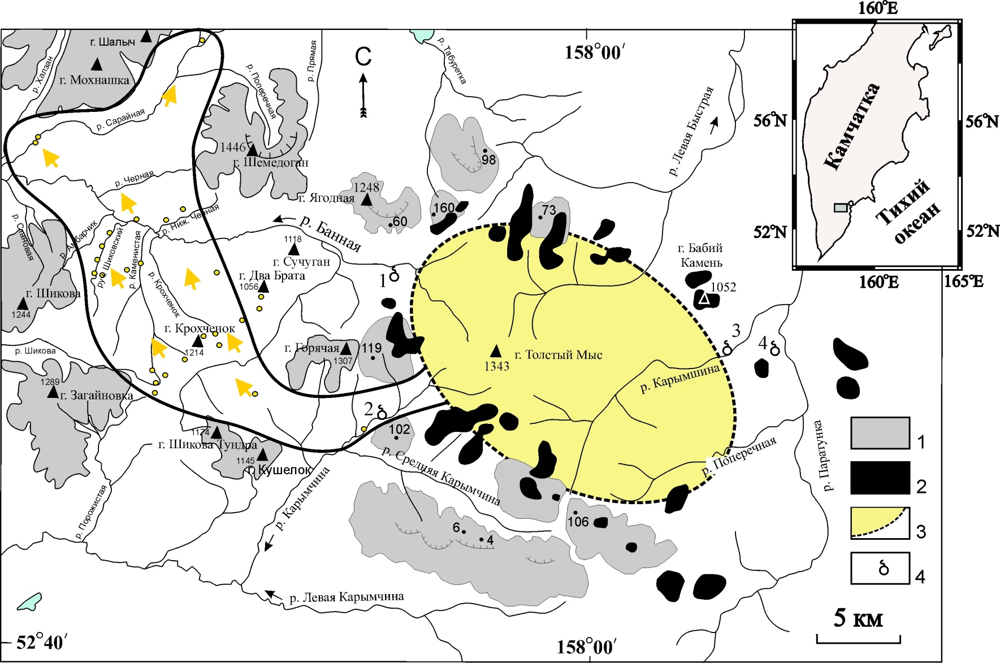 160°E
г. Шалыч
г. Мохнашка
р. Халзан
р. Сарайная
р. Поперечная
р. Прямая
С
р. Табуретка
158°00′
р. Левая Быстрая
56°N
56°N
Камчатка
Тихий
океан
52°N
52°N
160°E
165°E
1446
г. Шемедоган
98
р. Черная
1248
г. Ягодная
60
160
73
р. Ниж. Черная
р. Становая
р. Амбарчик
руч. Шиковский
р. Каменистая
р. Крохченок
р. Банная
1118
г. Сучуган
г. Два Брата
1056
1
г. Бабий
Камень
1052
г. Шикова
1244
г. Крохченок
1214
г. Горячая
1307
119
3
4
р. Шикова
г. Толстый Мыс
1343
р. Карымшина
1289
г. Загайновка
2
102
1174
г. Шикова Тундра
1145
г. Кушелок
р. Средняя Карымчина
р. Поперечная
р. Паратунка
р. Карымчина
р. Порожистая
6
4
106
р. Левая Карымчина
1
2
3
4
5 км
52°40′
158°00′